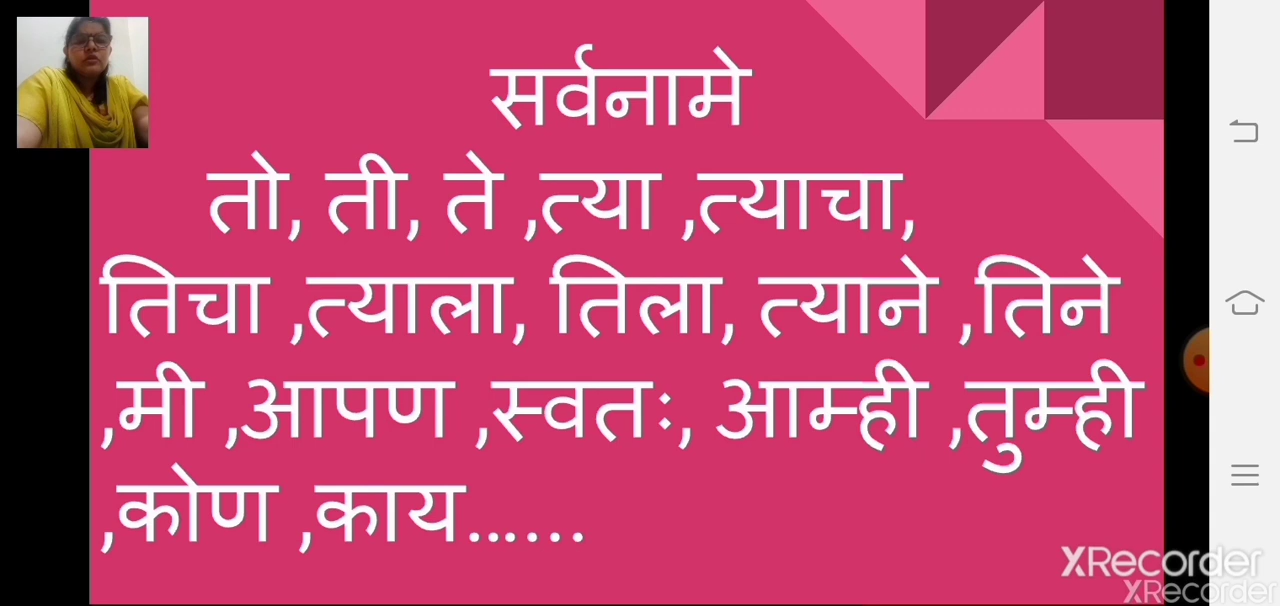 सर्वनामे
तो, ती, ते ,त्या ,त्याचा,
तिचा ,त्याला, तिला, त्याने ,तिने
,मी ,आपण ,स्वतः, आम्ही ,तुम्ही
,कोण ,काय......
XRecorder
XRecorder